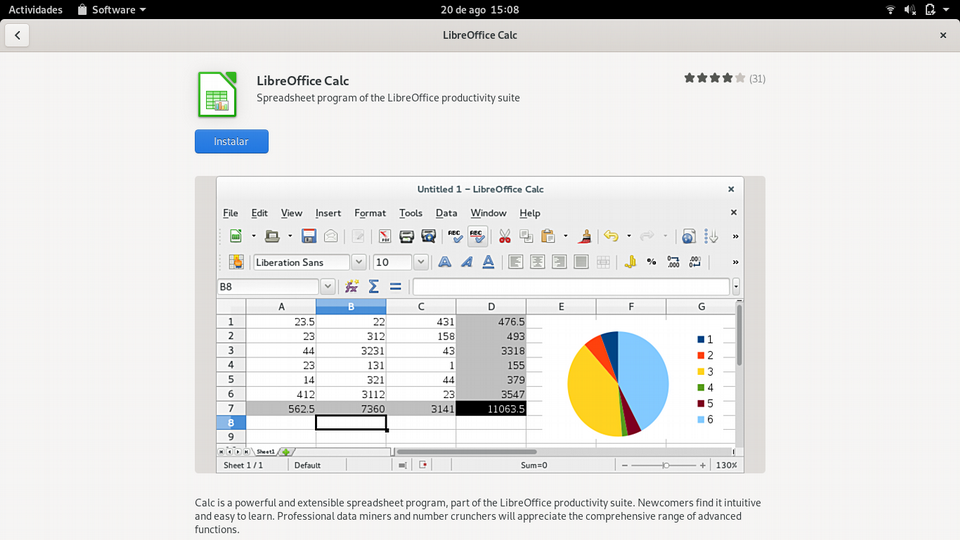 Actividades Software 20 de ago 15:08
LibreOffice Calc
LibreOffice Calc
(31)
Spreadsheet program of the LibreOffice productivity suite
Instalar
Untitled 1 – LibreOffice Calc
File Edit View Insert Format Tools Data Window Help
Liberation Sans 10
B8
A B C D E F G
1 23.5 22 431 476.5
2 23 312 158 493
3 44 3231 43 3318
4 23 131 1 155
5 14 321 44 379
6 412 3112 23 3547
7 562.5 7360 3141 11063.5
8
9
1
2
3
4
5
6
Sheet1
Sheet 1 / 1 Default Sum=0 130%
Calc is a powerful and extensible spreadsheet program, part of the LibreOffice productivity suite. Newcomers find it intuitive
and easy to learn. Professional data miners and number crunchers will appreciate the comprehensive range of advanced
functions.